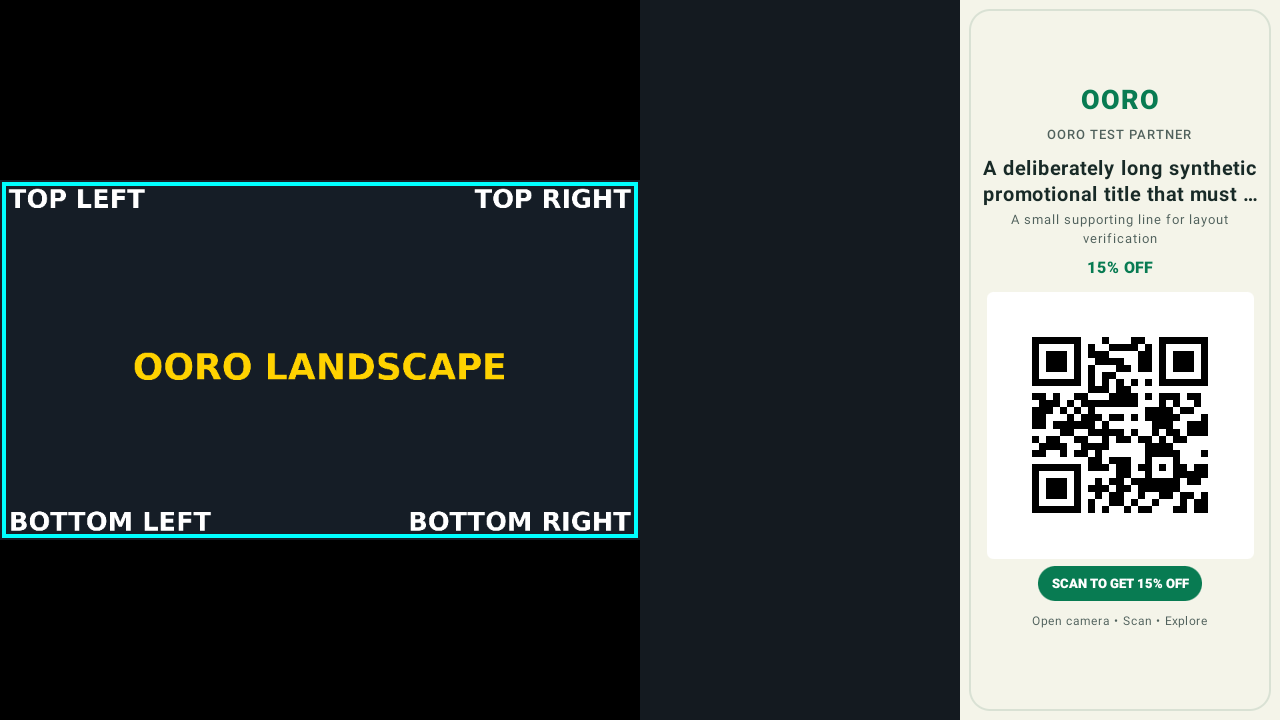 TOP LEFT
TOP RIGHT
OORO LANDSCAPE
BOTTOM LEFT
BOTTOM RIGHT
OORO
OORO TEST PARTNER
A deliberately long synthetic
promotional title that must …
A small supporting line for layout
verification
15% OFF
SCAN TO GET 15% OFF
Open camera • Scan • Explore